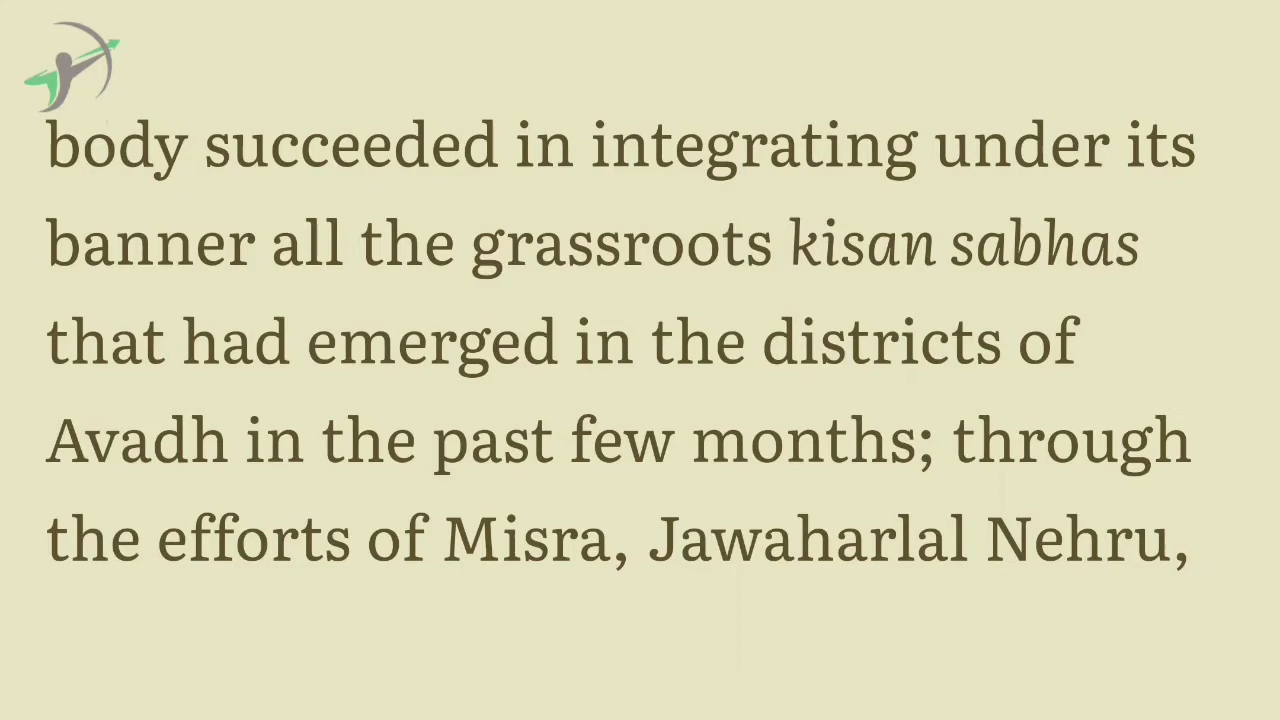 body succeeded in integrating under its
banner all the grassroots kisan sabhas
that had emerged in the districts of
Avadh in the past few months; through
the efforts of Misra, Jawaharlal Nehru,